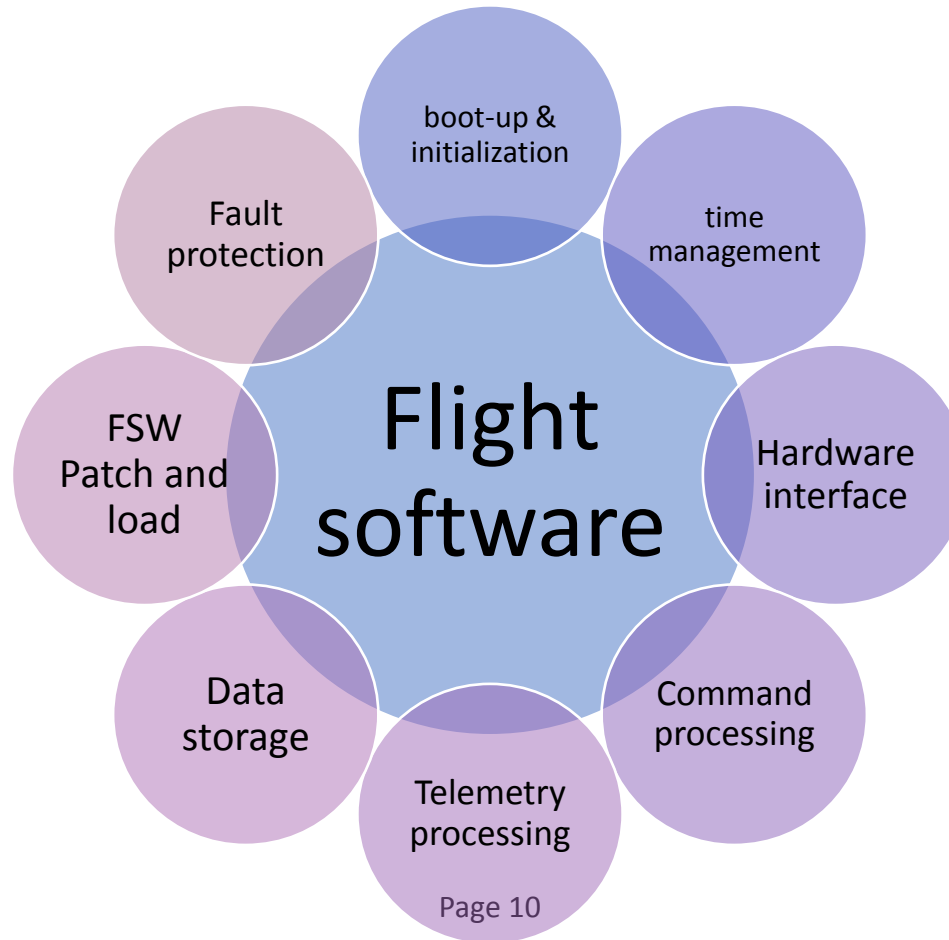 boot-up &
initialization
time
management
Hardware
interface
Command
processing
Telemetry
processing
Data
storage
FSW
Patch and
load
Fault
protection
Flight
software
Page 10